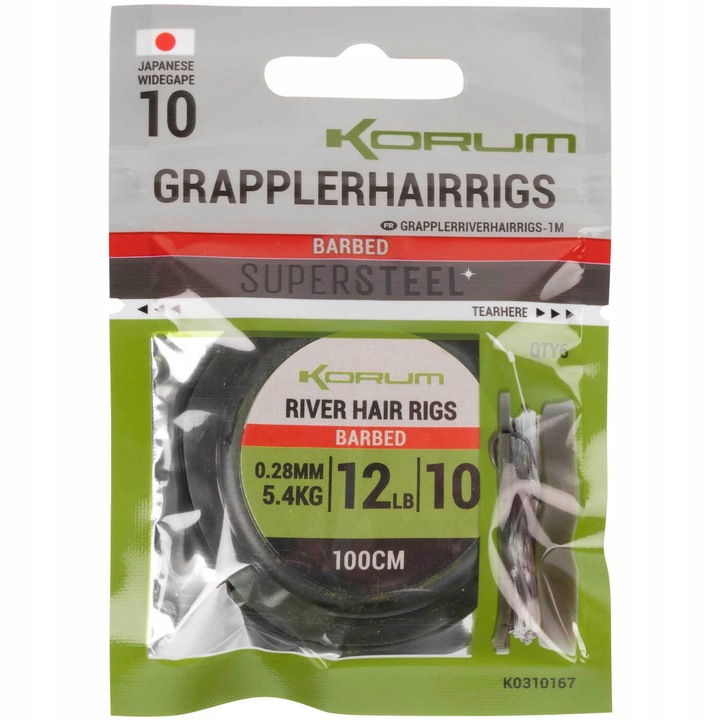 JAPANESE
WIDEGAPE
10
KORUM
GRAPPLERHAIRRIGS
FR GRAPPLERRIVERHAIRRIGS-1M
BARBED
SUPERSTEEL
TEARHERE
QTY6
KORUM
RIVER HAIR RIGS
BARBED
0.28MM
5.4KG
12LB
10
100CM
K0310167